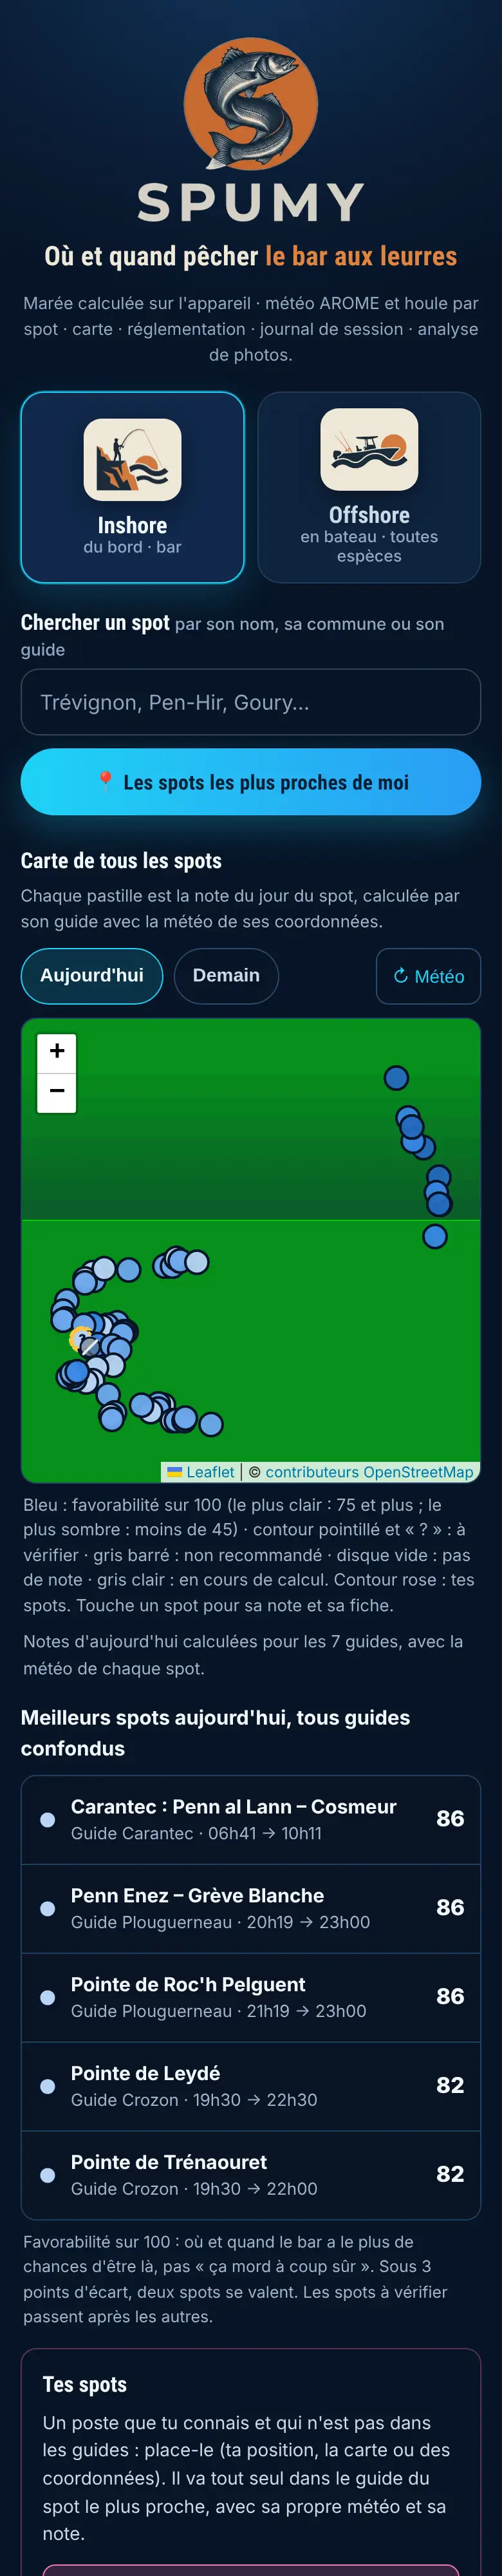 SPUMY
Où et quand pêcher le bar aux leurres
Marée calculée sur l'appareil · météo AROME et houle par
spot · carte · réglementation · journal de session · analyse
de photos.
Inshore
du bord · bar
Offshore
en bateau · toutes
espèces
Chercher un spot par son nom, sa commune ou son
guide
Trévignon, Pen-Hir, Goury...
📍 Les spots les plus proches de moi
Carte de tous les spots
Chaque pastille est la note du jour du spot, calculée par
son guide avec la météo de ses coordonnées.
Aujourd'hui
Demain
↻ Météo
+
−
?
Leaflet | © contributeurs OpenStreetMap
Bleu : favorabilité sur 100 (le plus clair : 75 et plus ; le
plus sombre : moins de 45) · contour pointillé et « ? » : à
vérifier · gris barré : non recommandé · disque vide : pas
de note · gris clair : en cours de calcul. Contour rose : tes
spots. Touche un spot pour sa note et sa fiche.
Notes d'aujourd'hui calculées pour les 7 guides, avec la
météo de chaque spot.
Meilleurs spots aujourd'hui, tous guides
confondus
Carantec : Penn al Lann – Cosmeur
Guide Carantec · 06h41 → 10h11
86
Penn Enez – Grève Blanche
Guide Plouguerneau · 20h19 → 23h00
86
Pointe de Roc'h Pelguent
Guide Plouguerneau · 21h19 → 23h00
86
Pointe de Leydé
Guide Crozon · 19h30 → 22h30
82
Pointe de Trénaouret
Guide Crozon · 19h30 → 22h00
82
Favorabilité sur 100 : où et quand le bar a le plus de
chances d'être là, pas « ça mord à coup sûr ». Sous 3
points d'écart, deux spots se valent. Les spots à vérifier
passent après les autres.
Tes spots
Un poste que tu connais et qui n'est pas dans
les guides : place-le (ta position, la carte ou des
coordonnées). Il va tout seul dans le guide du
spot le plus proche, avec sa propre météo et sa
note.